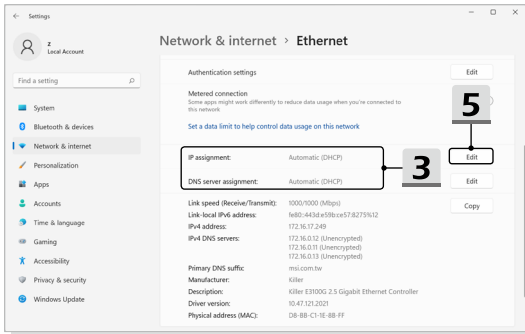 Settings
z
Local Account
Find a setting
System
Bluetooth & devices
Network & internet
Personalization
Apps
Accounts
Time & language
Gaming
Accessibility
Privacy & security
Windows Update
Network & internet > Ethernet
Authentication settings Edit
Metered connection
Some apps might work differently to reduce data usage when you're connected to
this network
5
Set a data limit to help control data usage on this network
IP assignment: Automatic (DHCP) Edit
3
DNS server assignment: Automatic (DHCP) Edit
Link speed (Receive/Transmit): 1000/1000 (Mbps) Copy
Link-local IPv6 address: fe80::443d:e59b:ce57:8275%12
IPv4 address: 172.16.17.249
IPv4 DNS servers: 172.16.0.12 (Unencrypted)
172.16.0.11 (Unencrypted)
172.16.0.13 (Unencrypted)
Primary DNS suffix: msi.com.tw
Manufacturer: Killer
Description: Killer E3100G 2.5 Gigabit Ethernet Controller
Driver version: 10.47.121.2021
Physical address (MAC): D8-BB-C1-1E-8B-FF